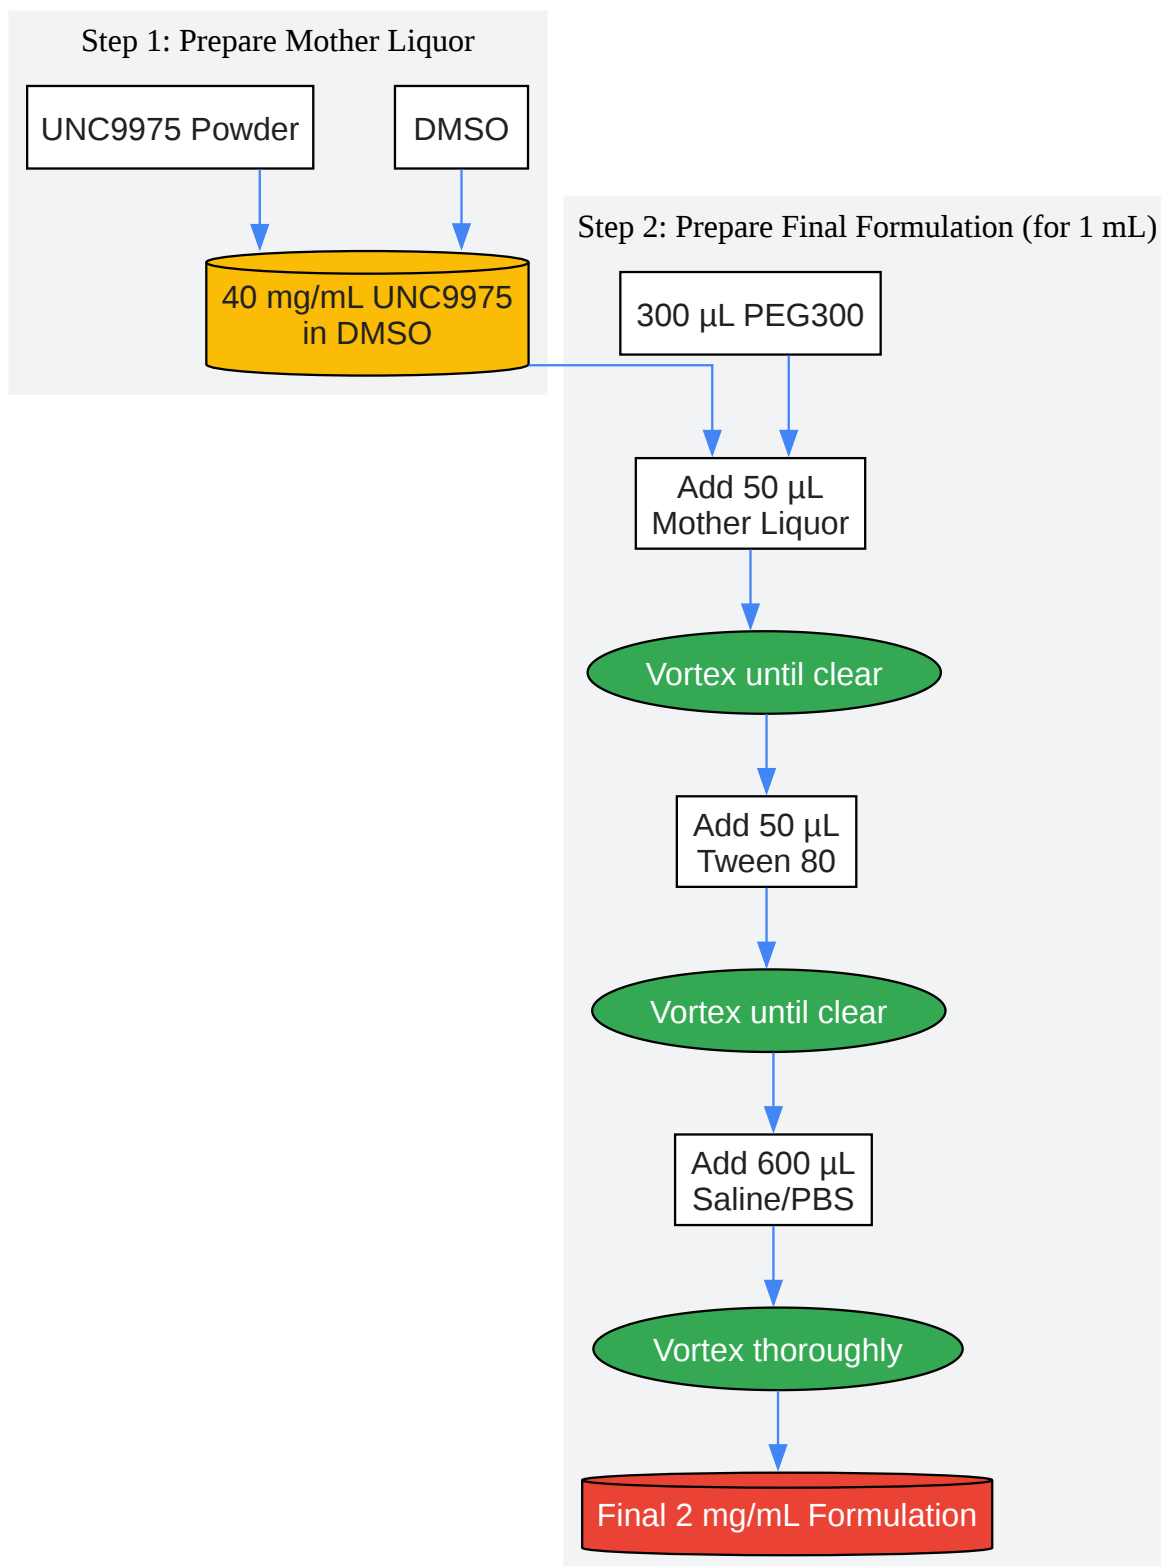 Step 1: Prepare Mother Liquor
UNC9975 Powder
DMSO
40 mg/mL UNC9975
in DMSO
Step 2: Prepare Final Formulation (for 1 mL)
300 µL PEG300
Add 50 µL
Mother Liquor
Vortex until clear
Add 50 µL
Tween 80
Vortex until clear
Add 600 µL
Saline/PBS
Vortex thoroughly
Final 2 mg/mL Formulation